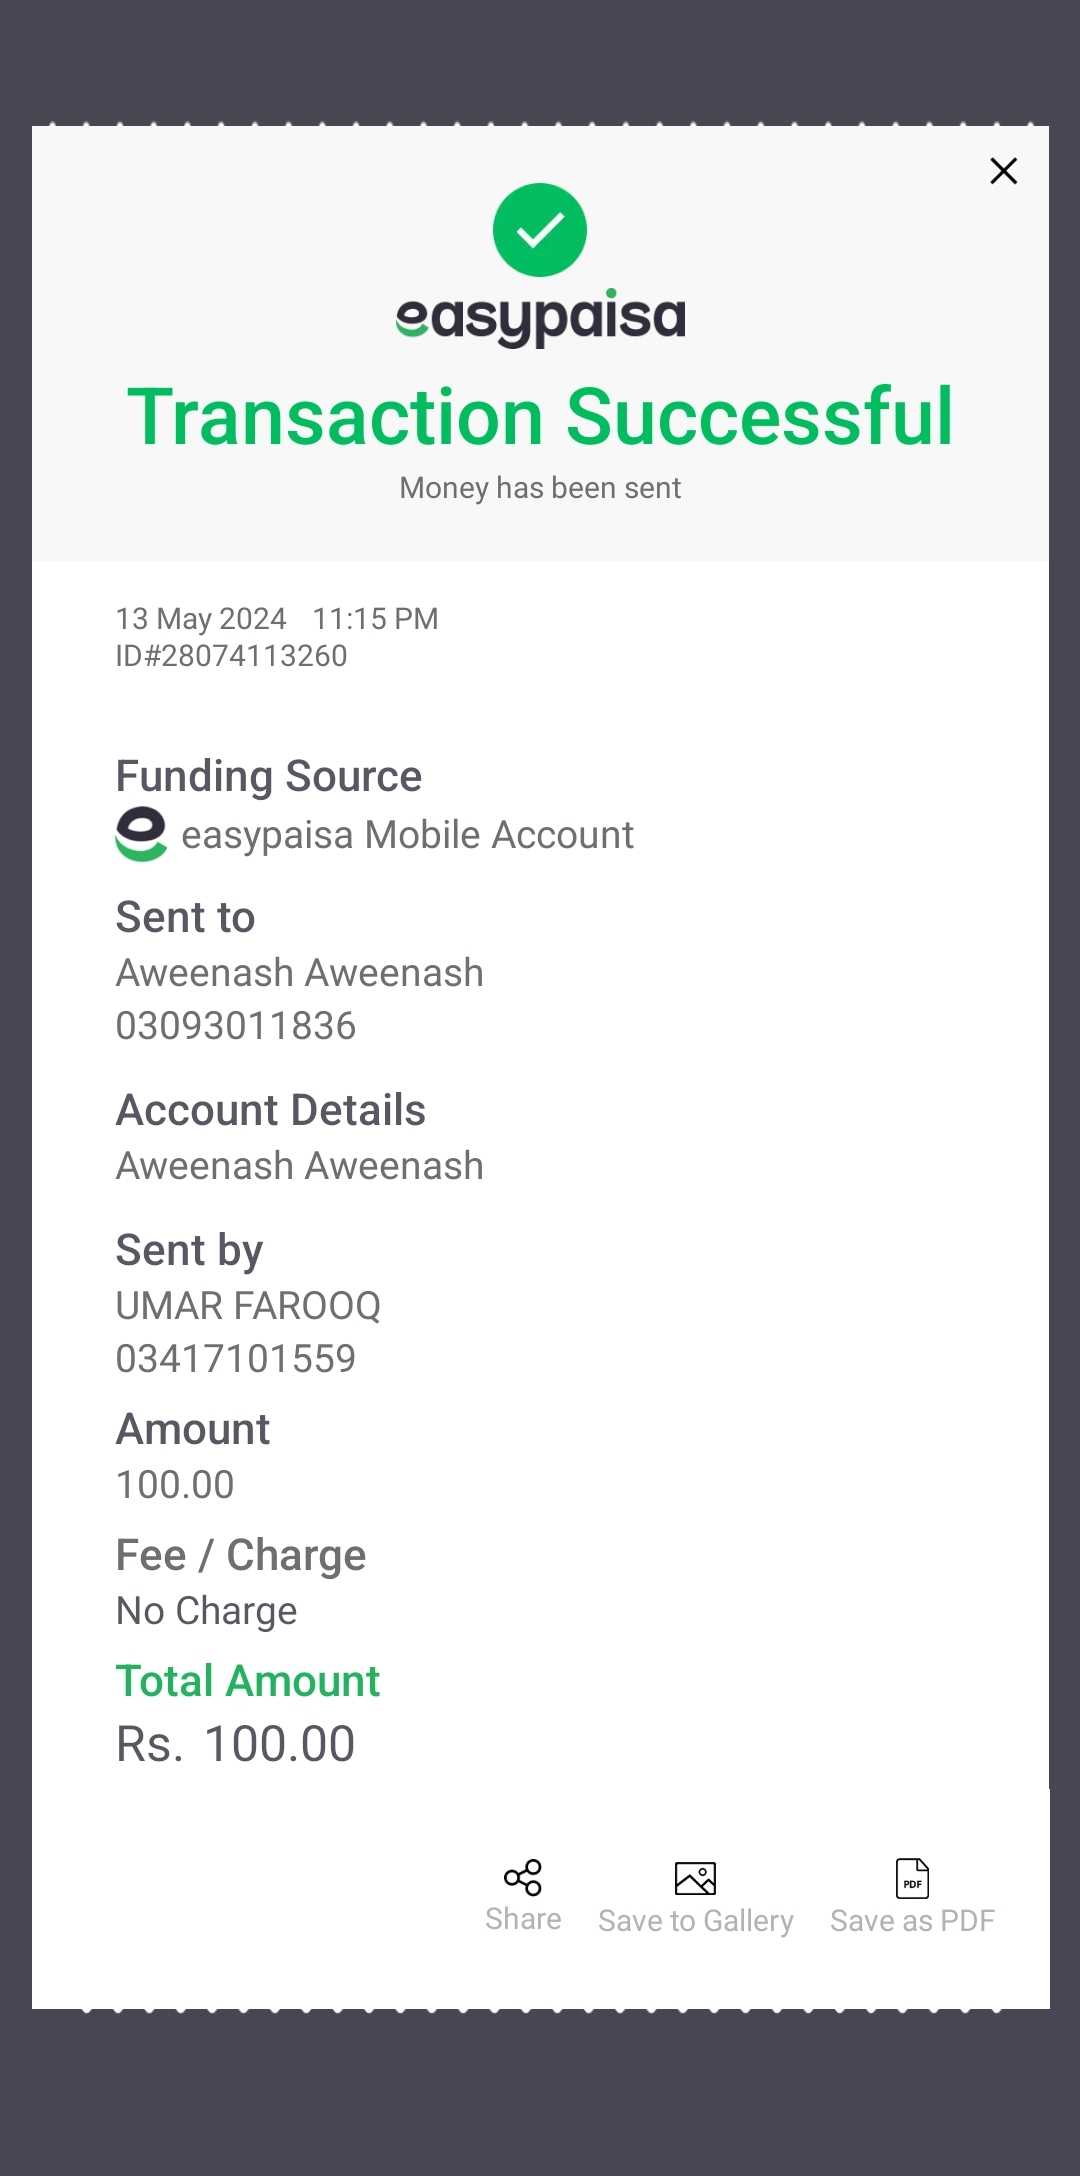 easypaisa
Transaction Successful
Money has been sent
13 May 2024 11:15 PM
ID#28074113260
Funding Source
easypaisa Mobile Account
Sent to
Aweenash Aweenash
03093011836
Account Details
Aweenash Aweenash
Sent by
UMAR FAROOQ
03417101559
Amount
100.00
Fee / Charge
No Charge
Total Amount
Rs. 100.00
PDF
Share Save to Gallery Save as PDF